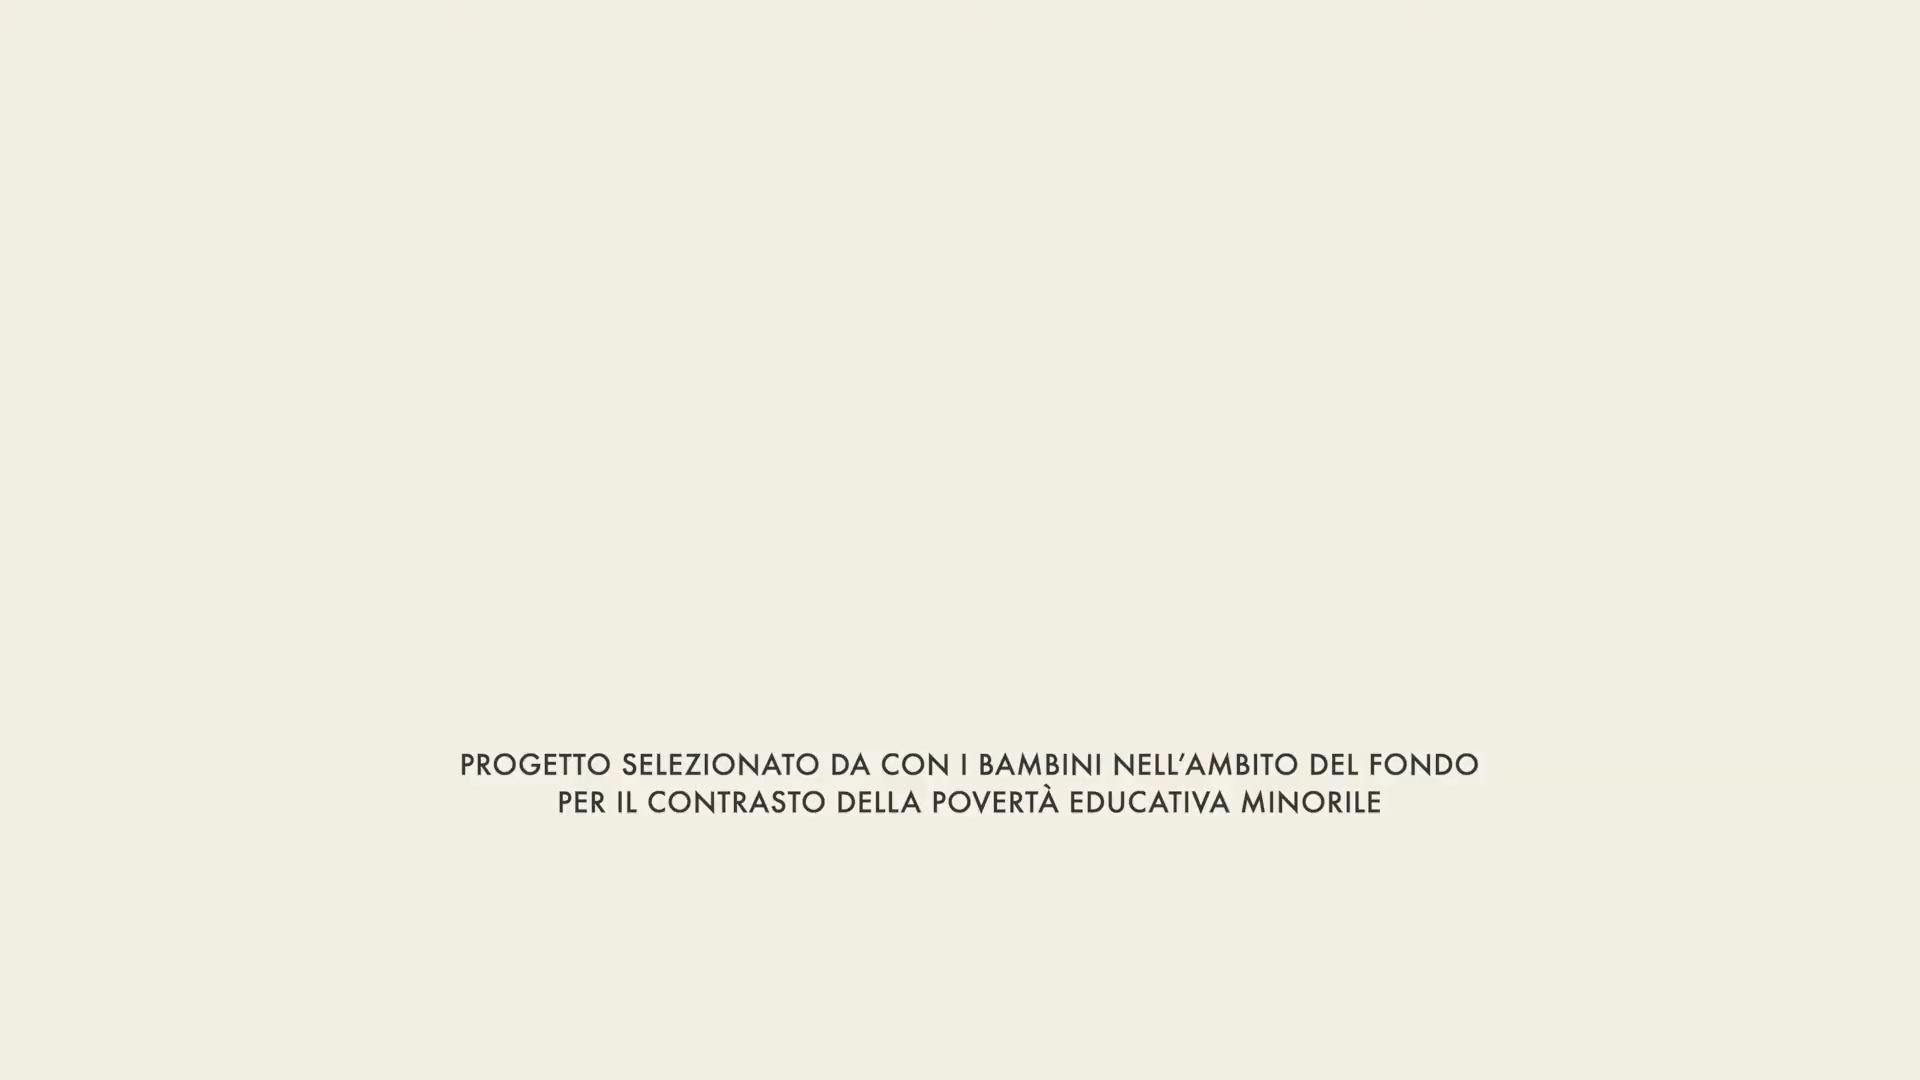 PROGETTO SELEZIONATO DA CON I BAMBINI NELL’AMBITO DEL FONDO
PER IL CONTRASTO DELLA POVERTÀ EDUCATIVA MINORILE